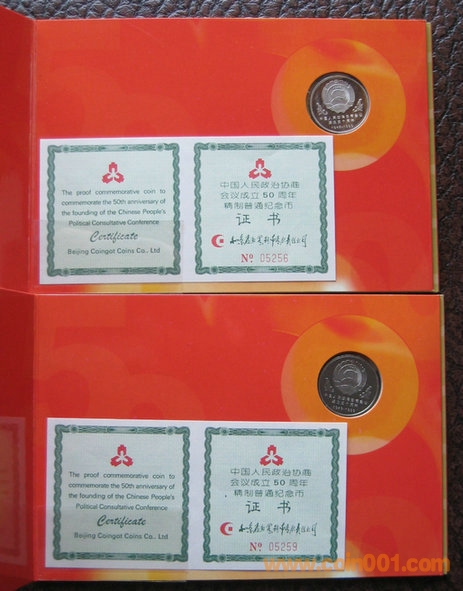 The proof commemorative coin to
commemorate the 50th anniversary of
the founding of the Chinese People's
Political Consultative Conference
Certificate
Beijing Coingot Coins Co., Ltd
中国人民政治协商
会议成立50周年
精制普通纪念币
证书
№ 05256
The proof commemorative coin to
commemorate the 50th anniversary of
the founding of the Chinese People's
Political Consultative Conference
Certificate
Beijing Coingot Coins Co., Ltd
中国人民政治协商
会议成立50周年
精制普通纪念币
证书
№ 05259
www.coin001.com